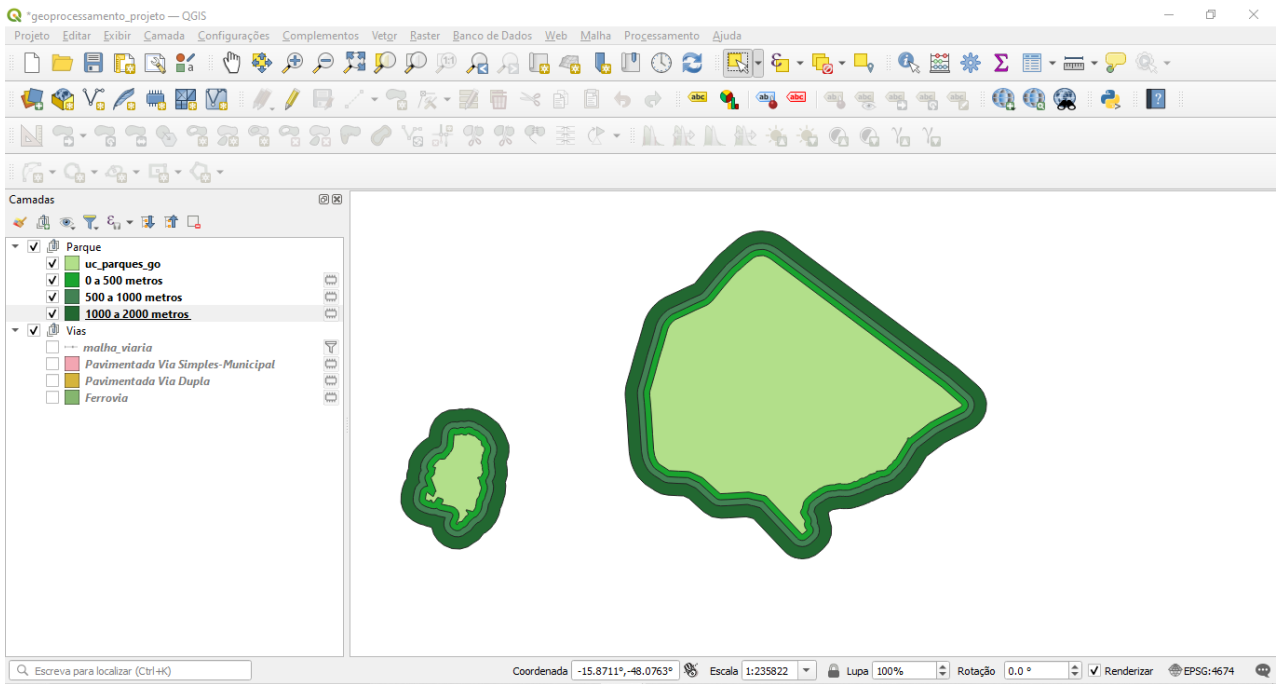 *geoprocessamento_projeto — QGIS
Projeto Editar Exibir Camada Configurações Complementos Vetor Raster Banco de Dados Web Malha Processamento Ajuda
abc abc abc
Camadas
Parque
uc_parques_go
0 a 500 metros
500 a 1000 metros
1000 a 2000 metros
Vias
malha_viaria
Pavimentada Via Simples-Municipal
Pavimentada Via Dupla
Ferrovia
Escreva para localizar (Ctrl+K) Coordenada -15.8711°,-48.0763° Escala 1:235822 Lupa 100% Rotação 0.0 ° Renderizar EPSG:4674